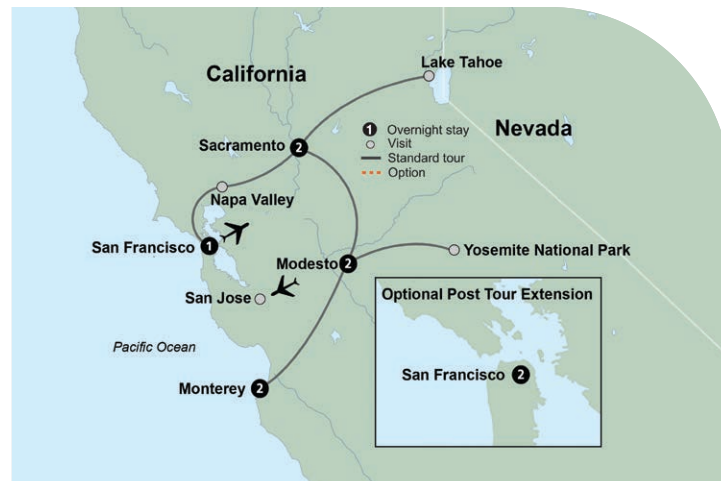 Lake Tahoe
California
1 Overnight stay
Nevada
Visit
Sacramento 2
Standard tour
Option
Napa Valley
San Francisco 1
Yosemite National Park
Modesto 2
San Jose
Optional Post Tour Extension
Pacific Ocean
San Francisco 2
Monterey 2